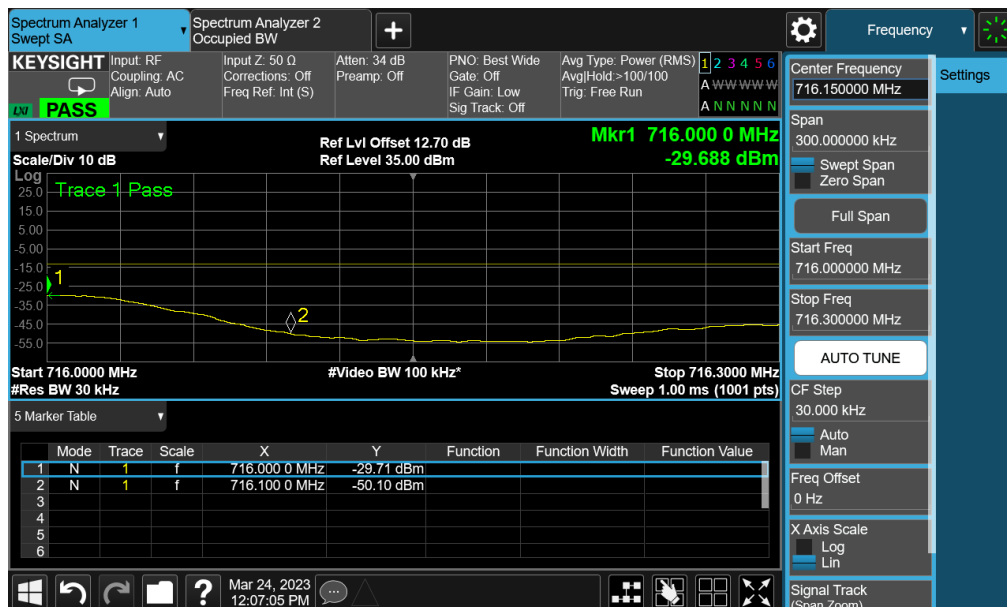 Spectrum Analyzer 1
Swept SA
Spectrum Analyzer 2
Occupied BW
Frequency
KEYSIGHT
Input: RF
Coupling: AC
Align: Auto
Input Z: 50 Ω
Corrections: Off
Freq Ref: Int (S)
Atten: 34 dB
Preamp: Off
PNO: Best Wide
Gate: Off
IF Gain: Low
Sig Track: Off
Avg Type: Power (RMS)
Avg|Hold:>100/100
Trig: Free Run
1 2 3 4 5 6
A W W W W W
A N N N N N
LXI
PASS
1 Spectrum
Scale/Div 10 dB
Ref Lvl Offset 12.70 dB
Ref Level 35.00 dBm
Mkr1 716.000 0 MHz
-29.688 dBm
Log
Trace 1 Pass
25.0
15.0
5.00
-5.00
-15.0
-25.0
-35.0
-45.0
-55.0
1
2
Start 716.0000 MHz
#Video BW 100 kHz*
Stop 716.3000 MHz
#Res BW 30 kHz
Sweep 1.00 ms (1001 pts)
5 Marker Table
Mode Trace Scale X Y Function Function Width Function Value
1 N 1 f 716.000 0 MHz -29.71 dBm
2 N 1 f 716.100 0 MHz -50.10 dBm
3
4
5
6
?
Mar 24, 2023
12:07:05 PM
Center Frequency
716.150000 MHz
Settings
Span
300.000000 kHz
Swept Span
Zero Span
Full Span
Start Freq
716.000000 MHz
Stop Freq
716.300000 MHz
AUTO TUNE
CF Step
30.000 kHz
Auto
Man
Freq Offset
0 Hz
X Axis Scale
Log
Lin
Signal Track
(Span Zoom)